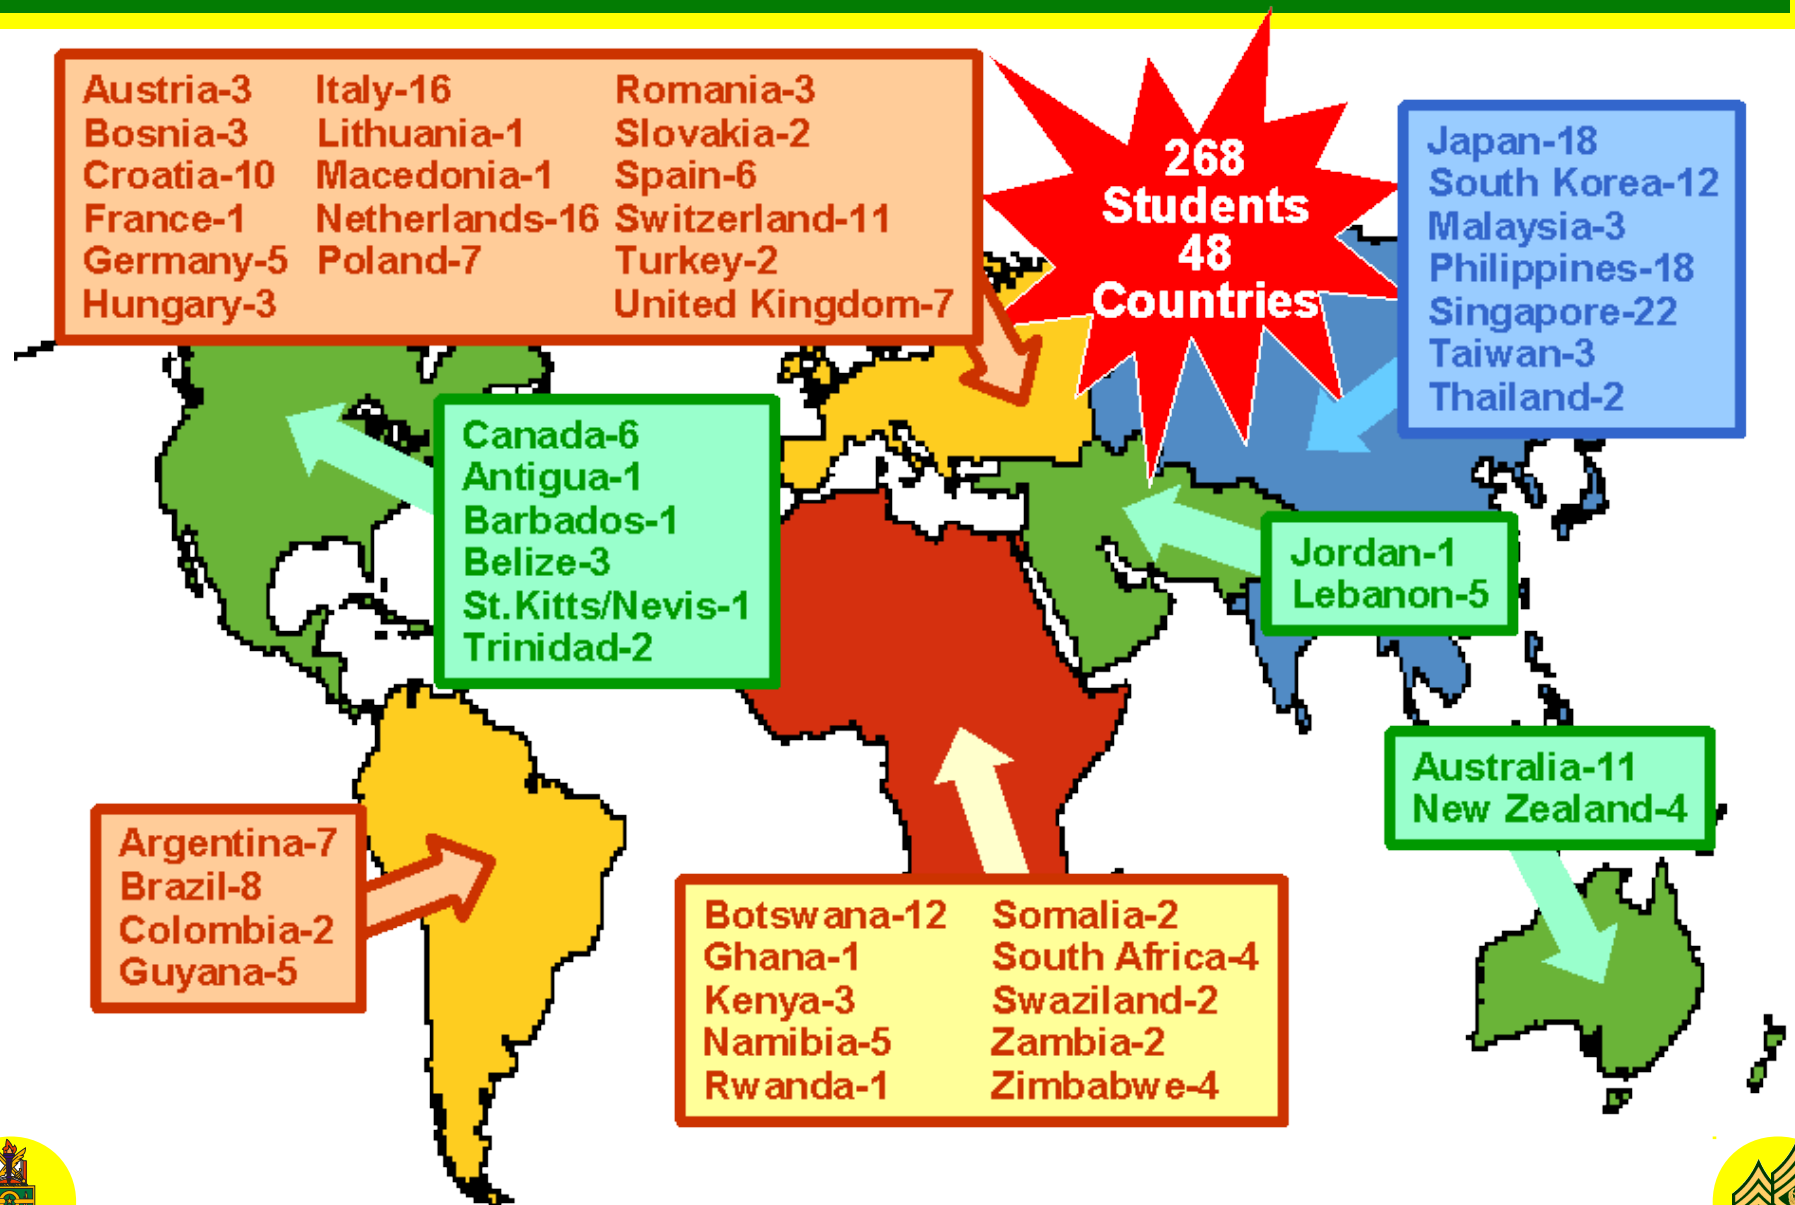 Austria-3
Bosnia-3
Croatia-10
France-1
Germany-5
Hungary-3
Italy-16
Lithuania-1
Macedonia-1
Netherlands-16
Poland-7
Romania-3
Slovakia-2
Spain-6
Switzerland-11
Turkey-2
United Kingdom-7
268
Students
48
Countries
Japan-18
South Korea-12
Malaysia-3
Philippines-18
Singapore-22
Taiwan-3
Thailand-2
Canada-6
Antigua-1
Barbados-1
Belize-3
St.Kitts/Nevis-1
Trinidad-2
Jordan-1
Lebanon-5
Australia-11
New Zealand-4
Argentina-7
Brazil-8
Colombia-2
Guyana-5
Botswana-12
Ghana-1
Kenya-3
Namibia-5
Rwanda-1
Somalia-2
South Africa-4
Swaziland-2
Zambia-2
Zimbabwe-4